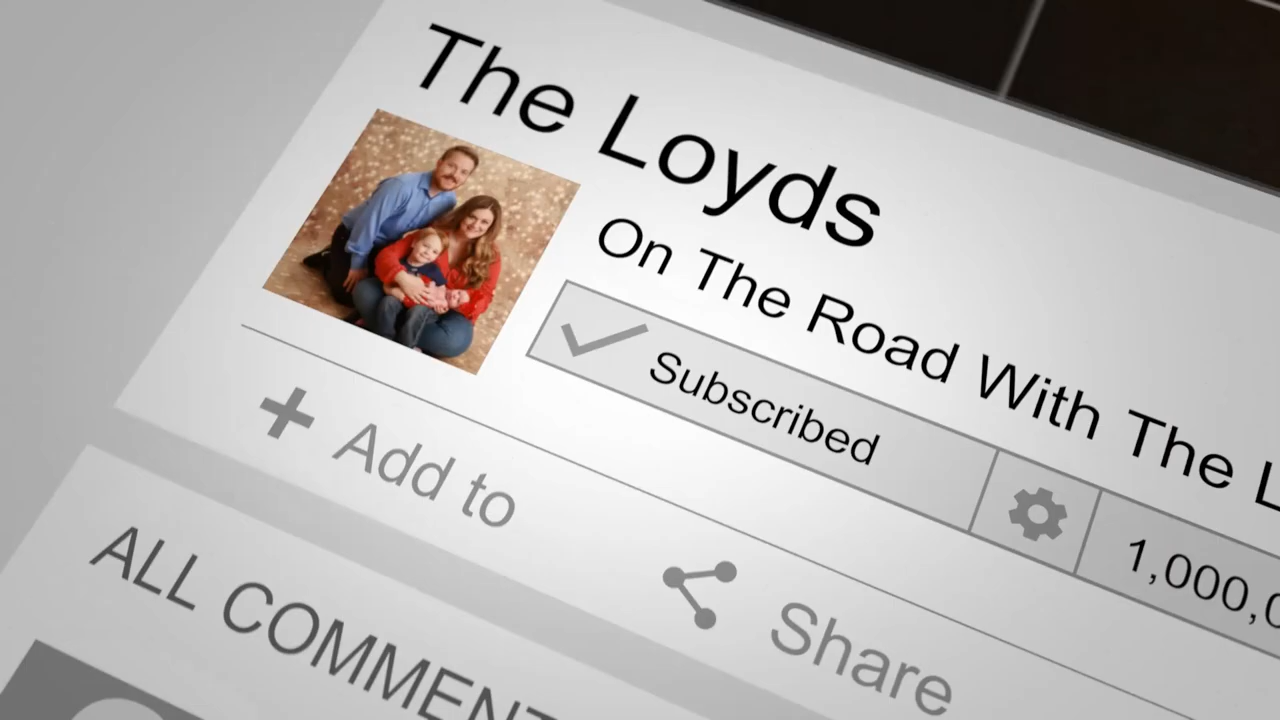 The Loyds
On The Road With The L
Subscribed
1,000,0
Add to
Share
ALL COMMENT